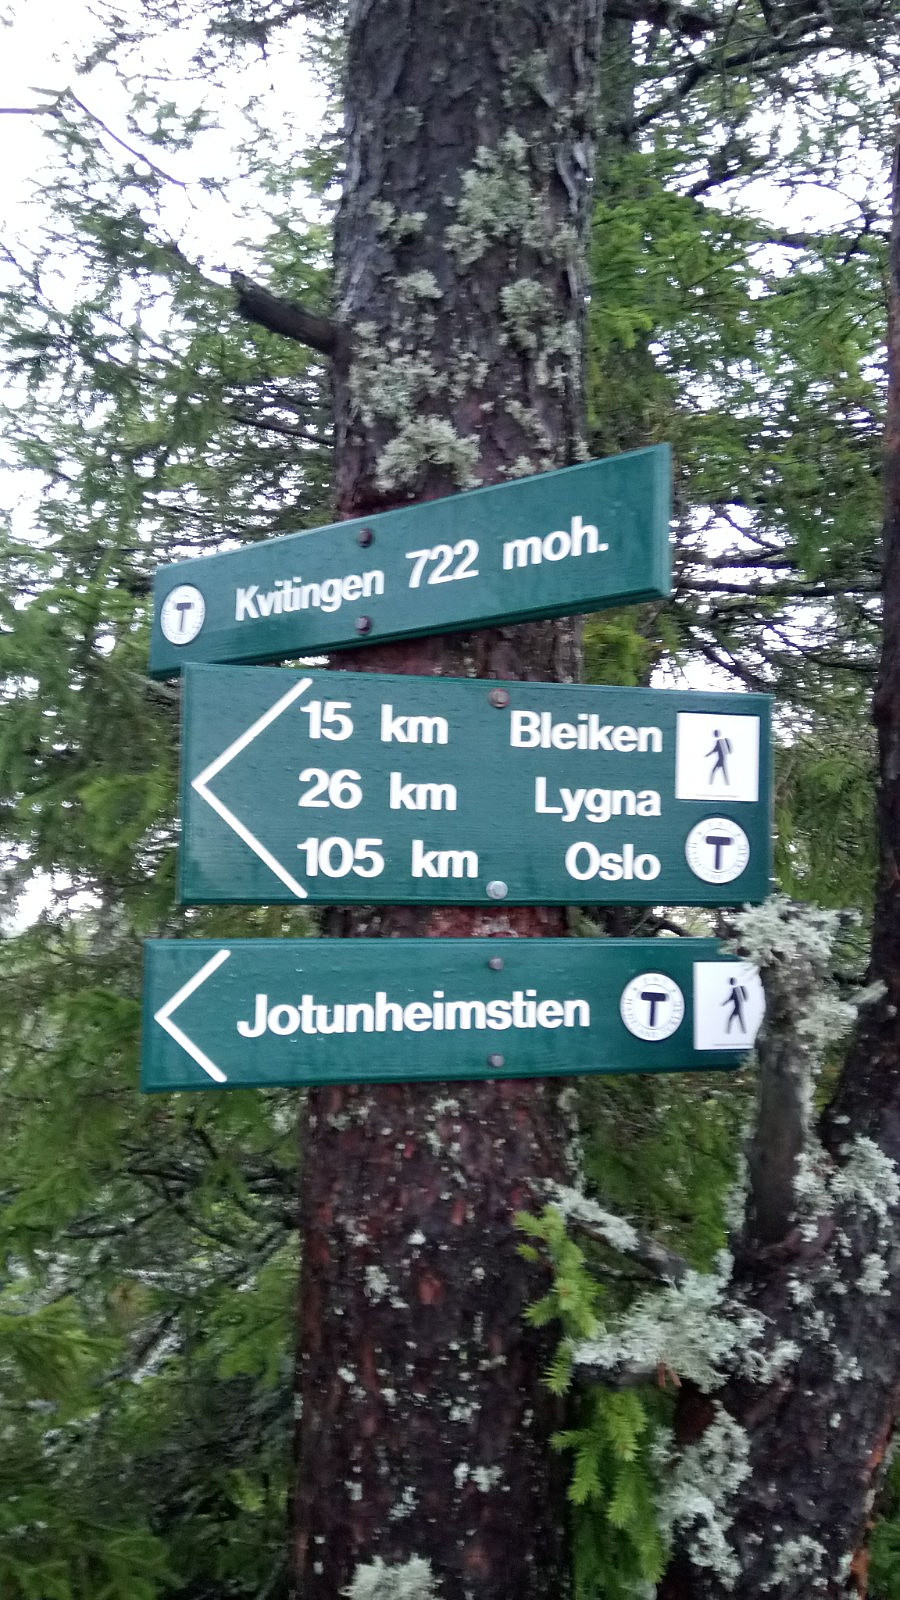 T Kvitingen 722 moh.
15 km Bleiken
26 km Lygna
105 km Oslo
T
Jotunheimstien T